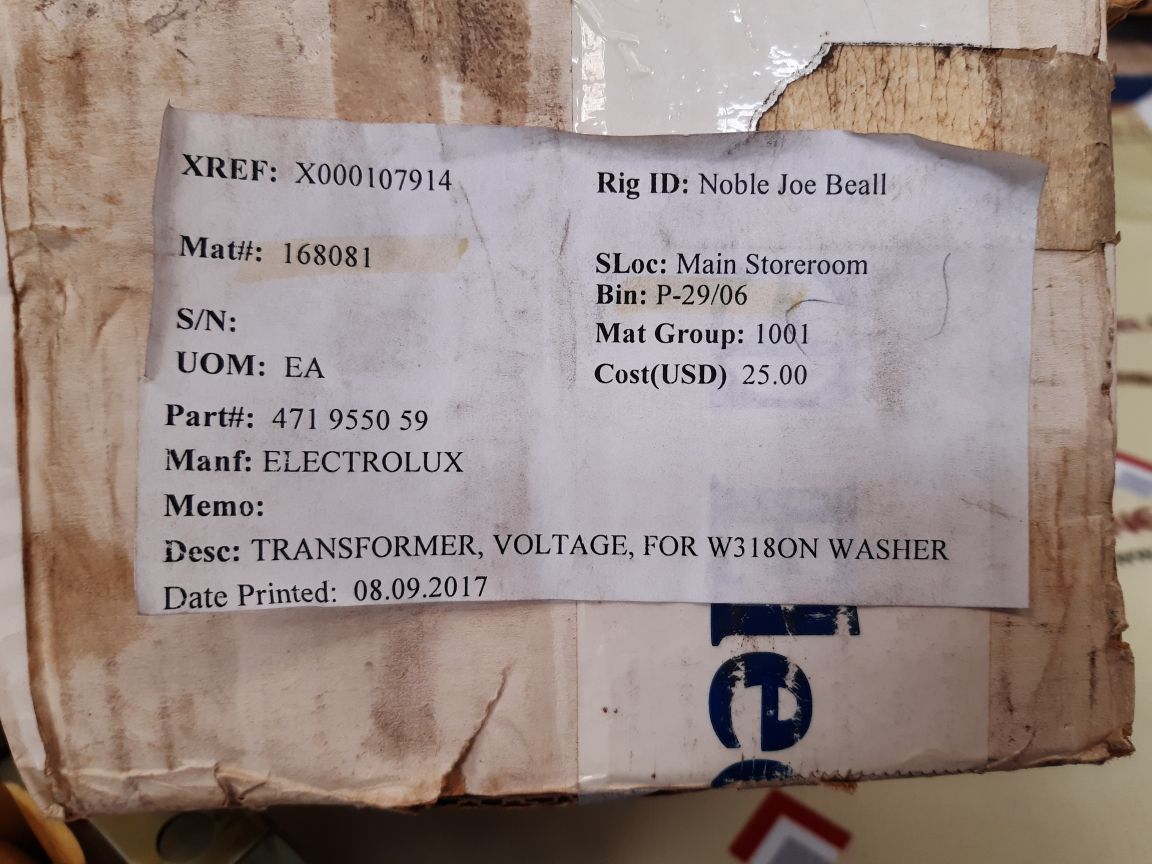 XREF: X000107914
Rig ID: Noble Joe Beall
Mat#: 168081
SLoc: Main Storeroom
Bin: P-29/06
S/N:
Mat Group: 1001
UOM: EA
Cost(USD) 25.00
Part#: 471 9550 59
Manf: ELECTROLUX
Memo:
Desc: TRANSFORMER, VOLTAGE, FOR W318ON WASHER
Date Printed: 08.09.2017